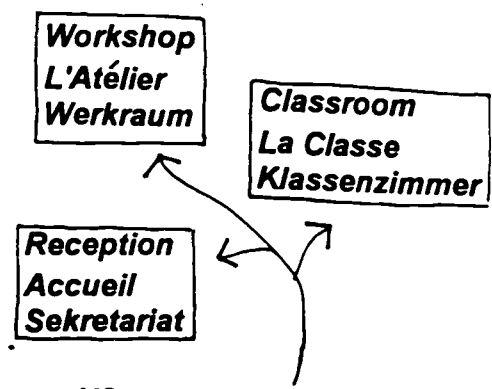 Workshop
L'Atélier
Werkraum
Classroom
La Classe
Klassenzimmer
Reception
Accueil
Sekretariat